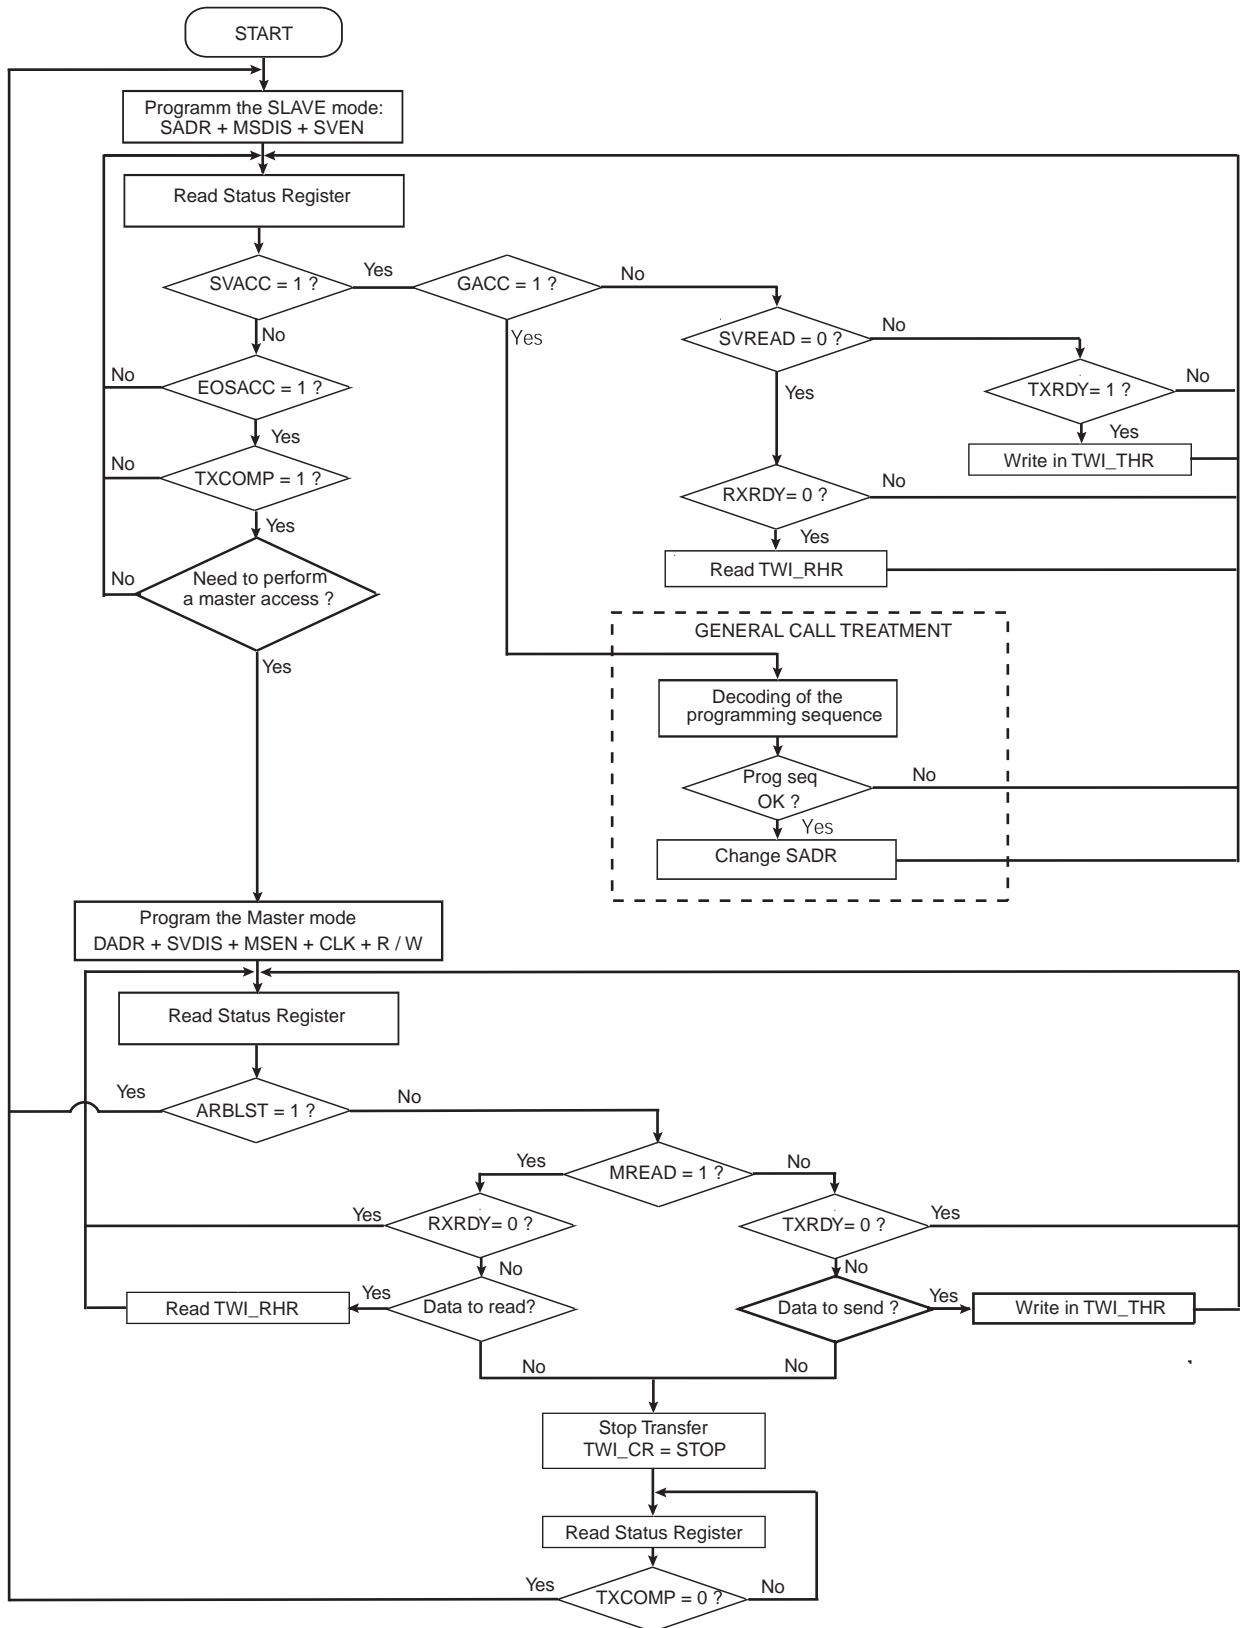 START
Programm the SLAVE mode:
SADR + MSDIS + SVEN
Read Status Register
SVACC = 1 ?
Yes
GACC = 1 ?
No
No
Yes
SVREAD = 0 ?
No
EOSACC = 1 ?
No
Yes
TXRDY= 1 ?
No
Yes
Yes
Write in TWI_THR
TXCOMP = 1 ?
No
RXRDY= 0 ?
No
Yes
Yes
Read TWI_RHR
Need to perform
a master access ?
No
Yes
GENERAL CALL TREATMENT
Decoding of the
programming sequence
Prog seq
OK ?
No
Yes
Change SADR
Program the Master mode
DADR + SVDIS + MSEN + CLK + R / W
Read Status Register
Yes
ARBLST = 1 ?
No
Yes
MREAD = 1 ?
No
Yes
RXRDY= 0 ?
TXRDY= 0 ?
Yes
No
No
Read TWI_RHR
Yes
Data to read?
Data to send ?
Yes
Write in TWI_THR
No
No
Stop Transfer
TWI_CR = STOP
Read Status Register
Yes
TXCOMP = 0 ?
No